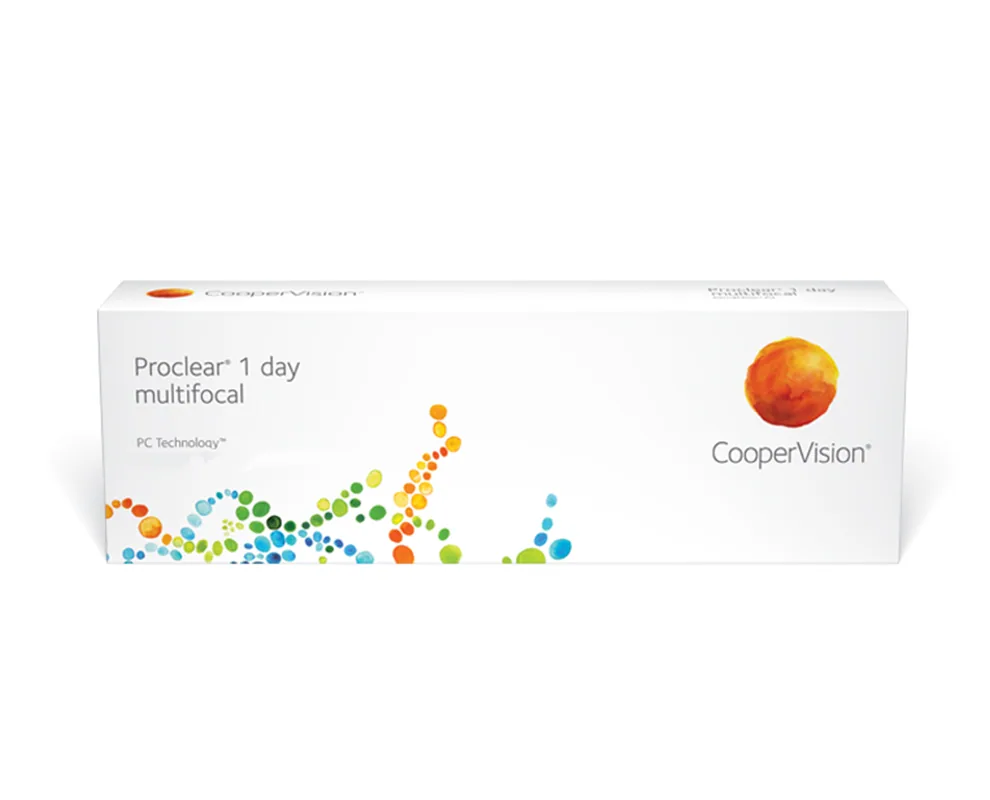 CooperVision
Proclear® 1 day
multifocal
Proclear® 1 day
multifocal
PC Technology™
CooperVision®